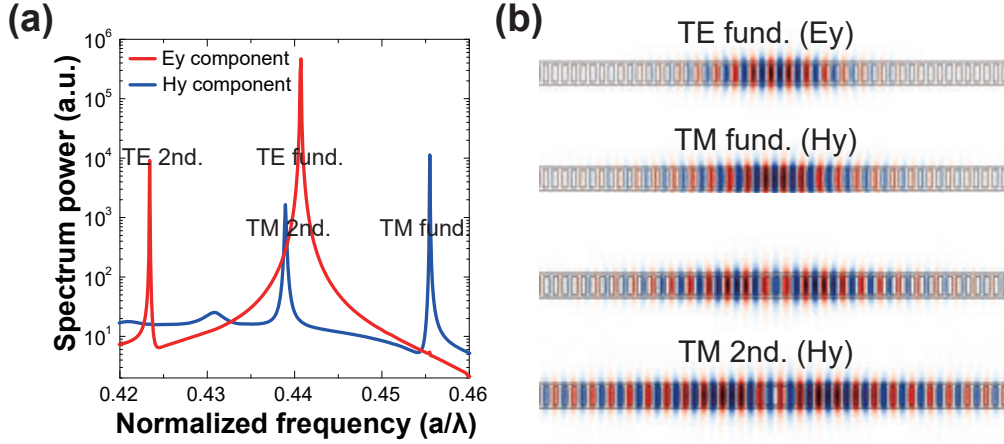 (a)
Spectrum power (a.u.)
10^6
10^5
10^4
10^3
10^2
10^1
Ey component
Hy component
TE 2nd.
TE fund.
TM 2nd.
TM fund
0.42
0.43
0.44
0.45
0.46
Normalized frequency (a/λ)
(b)
TE fund. (Ey)
TM fund. (Hy)
TM 2nd. (Hy)